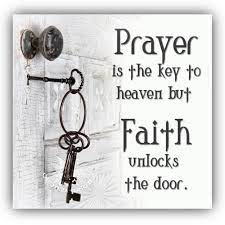 Prayer
is the key to
heaven but
Faith
unlocks
the door.